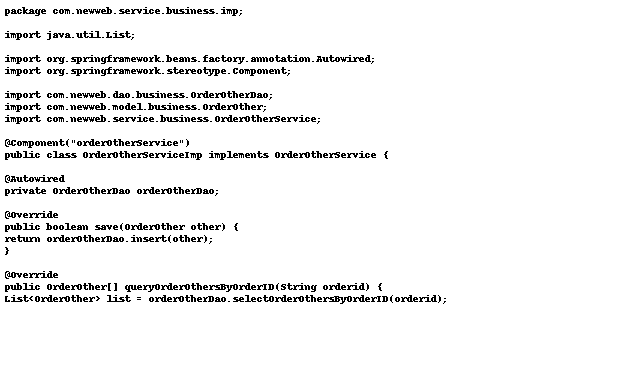 package com.newweb.service.business.imp;
import java.util.List;
import org.springframework.beans.factory.annotation.Autowired;
import org.springframework.stereotype.Component;
import com.newweb.dao.business.OrderOtherDao;
import com.newweb.model.business.OrderOther;
import com.newweb.service.business.OrderOtherService;
@Component("orderOtherService")
public class OrderOtherServiceImp implements OrderOtherService {
@Autowired
private OrderOtherDao orderOtherDao;
@Override
public boolean save(OrderOther other) {
return orderOtherDao.insert(other);
}
@Override
public OrderOther[] queryOrderOthersByOrderID(String orderid) {
List<OrderOther> list = orderOtherDao.selectOrderOthersByOrderID(orderid);